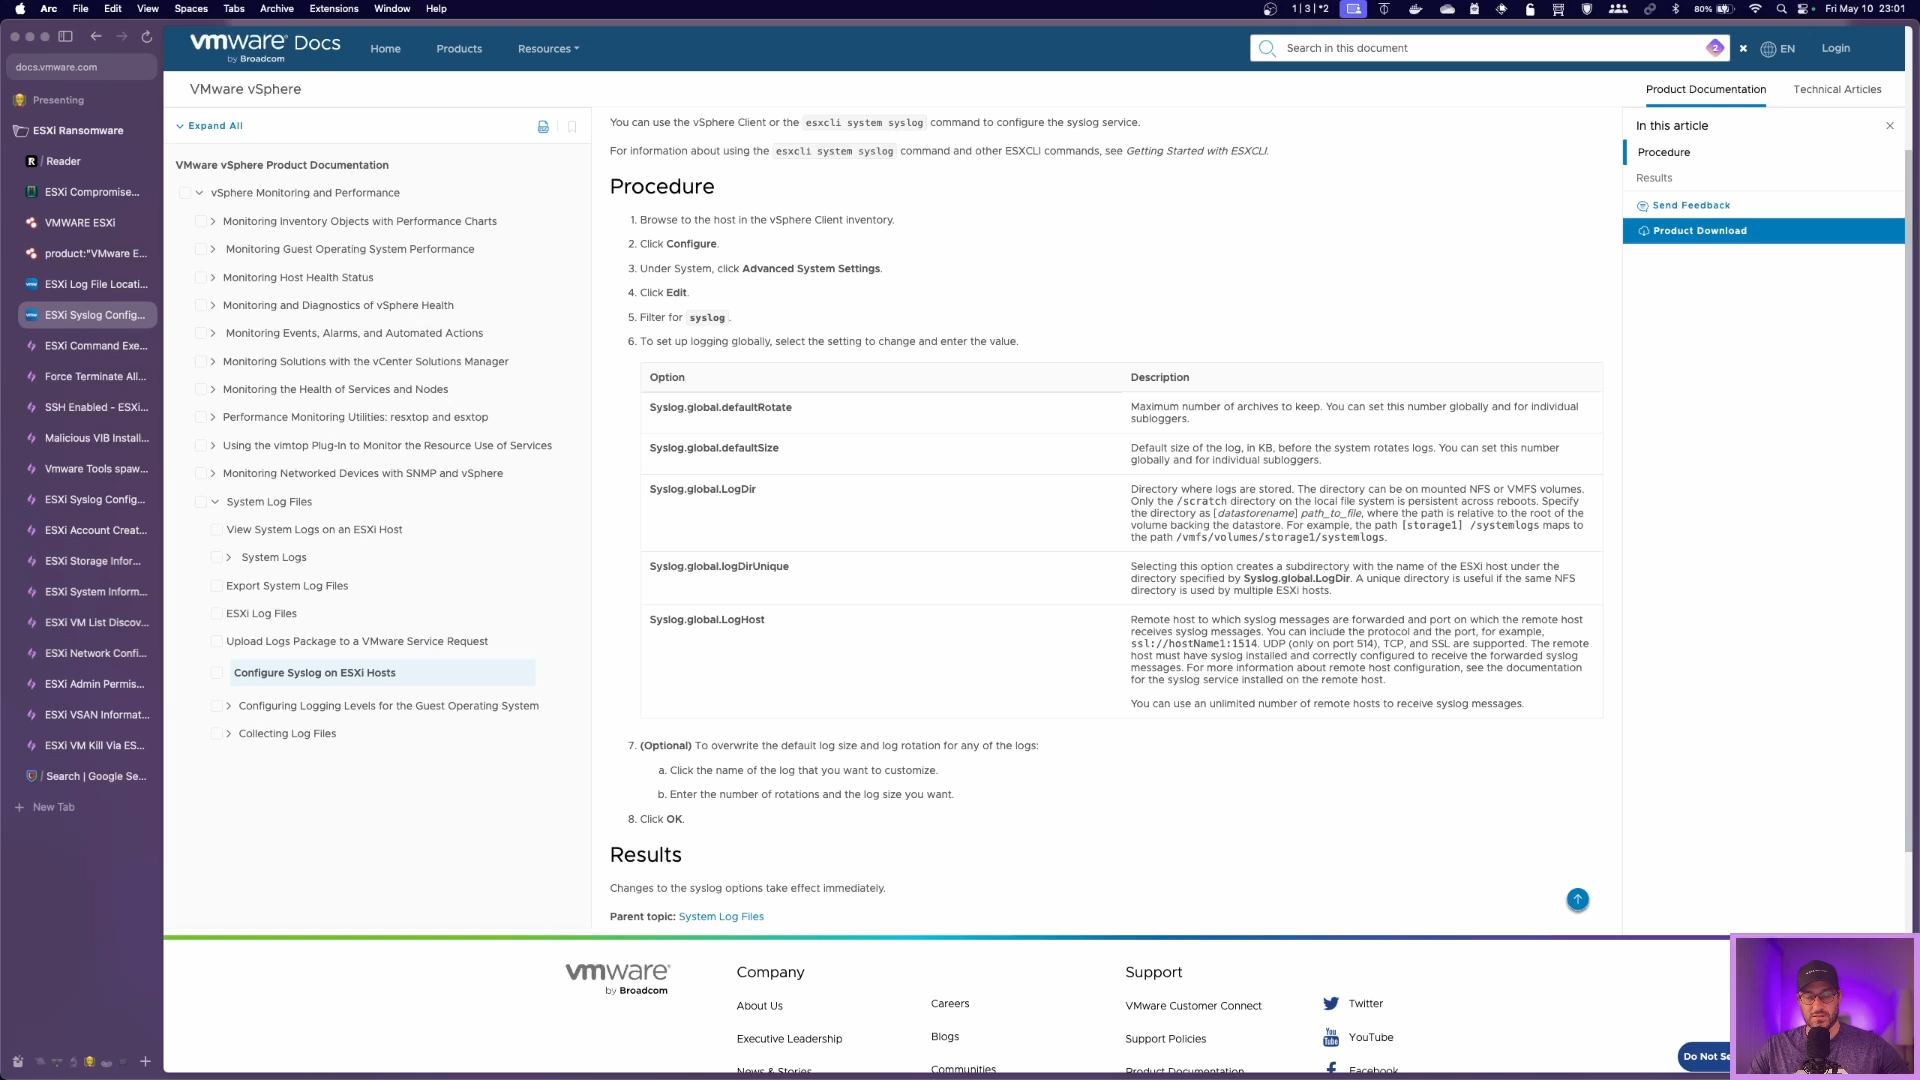 Arc File Edit View Spaces Tabs Archive Extensions Window Help
1|3|*2
80%
Fri May 10 23:01
docs.vmware.com
Presenting
ESXi Ransomware
R / Reader
ESXi Compromise...
VMWARE ESXi
product:"VMware E...
ESXi Log File Locati...
ESXi Syslog Config...
ESXi Command Exe...
Force Terminate All...
SSH Enabled - ESXi...
Malicious VIB Install...
Vmware Tools spaw...
ESXi Syslog Config...
ESXi Account Creat...
ESXi Storage Infor...
ESXi System Inform...
ESXi VM List Discov...
ESXi Network Confi...
ESXi Admin Permis...
ESXi VSAN Informat...
ESXi VM Kill Via ES...
/ Search | Google Se...
+ New Tab
vmware Docs
by Broadcom
Home
Products
Resources
Search in this document
2
EN
Login
VMware vSphere
Product Documentation
Technical Articles
Expand All
VMware vSphere Product Documentation
vSphere Monitoring and Performance
Monitoring Inventory Objects with Performance Charts
Monitoring Guest Operating System Performance
Monitoring Host Health Status
Monitoring and Diagnostics of vSphere Health
Monitoring Events, Alarms, and Automated Actions
Monitoring Solutions with the vCenter Solutions Manager
Monitoring the Health of Services and Nodes
Performance Monitoring Utilities: resxtop and esxtop
Using the vimtop Plug-In to Monitor the Resource Use of Services
Monitoring Networked Devices with SNMP and vSphere
System Log Files
View System Logs on an ESXi Host
System Logs
Export System Log Files
ESXi Log Files
Upload Logs Package to a VMware Service Request
Configure Syslog on ESXi Hosts
Configuring Logging Levels for the Guest Operating System
Collecting Log Files
You can use the vSphere Client or the esxcli system syslog command to configure the syslog service.
For information about using the esxcli system syslog command and other ESXCLI commands, see Getting Started with ESXCLI.
Procedure
1. Browse to the host in the vSphere Client inventory.
2. Click Configure.
3. Under System, click Advanced System Settings.
4. Click Edit.
5. Filter for syslog.
6. To set up logging globally, select the setting to change and enter the value.
Option
Description
Syslog.global.defaultRotate
Maximum number of archives to keep. You can set this number globally and for individual
subloggers.
Syslog.global.defaultSize
Default size of the log, in KB, before the system rotates logs. You can set this number
globally and for individual subloggers.
Syslog.global.LogDir
Directory where logs are stored. The directory can be on mounted NFS or VMFS volumes.
Only the /scratch directory on the local file system is persistent across reboots. Specify
the directory as [datastorename] path_to_file, where the path is relative to the root of the
volume backing the datastore. For example, the path [storage1] /systemlogs maps to
the path /vmfs/volumes/storage1/systemlogs.
Syslog.global.logDirUnique
Selecting this option creates a subdirectory with the name of the ESXi host under the
directory specified by Syslog.global.LogDir. A unique directory is useful if the same NFS
directory is used by multiple ESXi hosts.
Syslog.global.LogHost
Remote host to which syslog messages are forwarded and port on which the remote host
receives syslog messages. You can include the protocol and the port, for example,
ssl://hostName1:1514. UDP (only on port 514), TCP, and SSL are supported. The remote
host must have syslog installed and correctly configured to receive the forwarded syslog
messages. For more information about remote host configuration, see the documentation
for the syslog service installed on the remote host.
You can use an unlimited number of remote hosts to receive syslog messages.
7. (Optional) To overwrite the default log size and log rotation for any of the logs:
a. Click the name of the log that you want to customize.
b. Enter the number of rotations and the log size you want.
8. Click OK.
Results
Changes to the syslog options take effect immediately.
Parent topic: System Log Files
In this article
Procedure
Results
Send Feedback
Product Download
vmware
by Broadcom
Company
About Us
Executive Leadership
News & Stories
Careers
Blogs
Communities
Support
VMware Customer Connect
Support Policies
Product Documentation
Twitter
YouTube
Facebook
Do Not Se